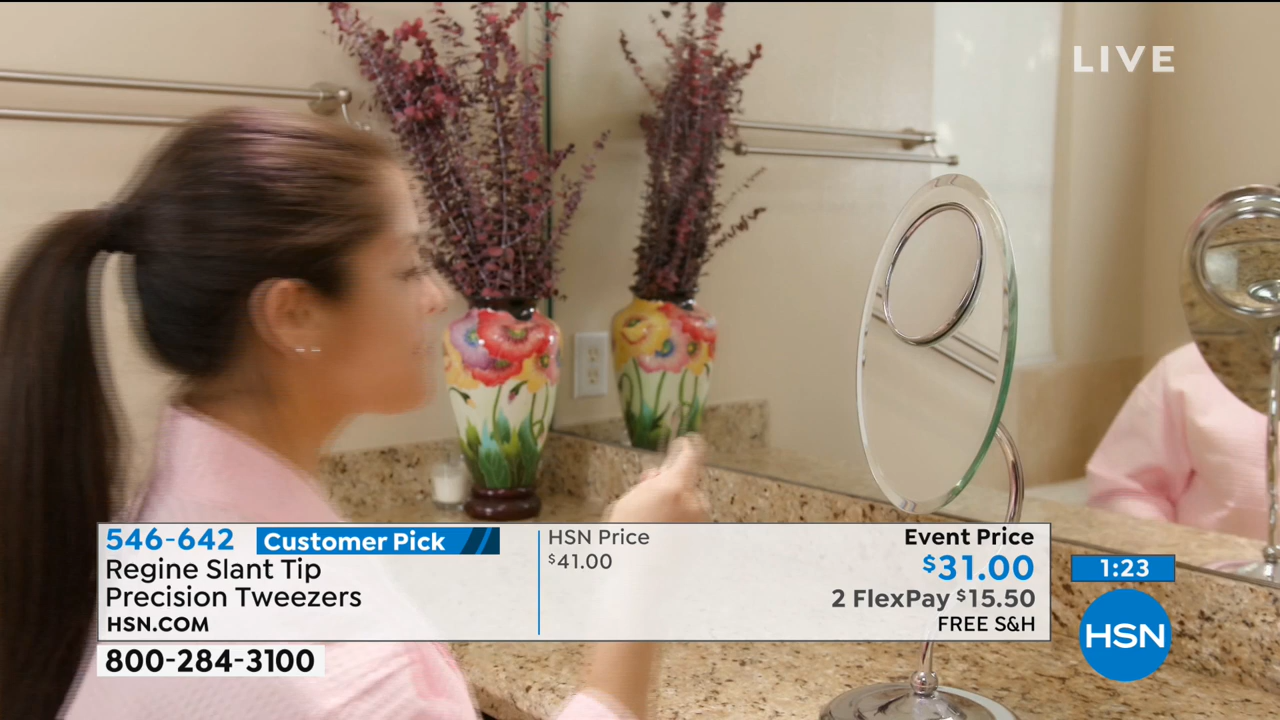 LIVE
546-642
Customer Pick
Regine Slant Tip
Precision Tweezers
HSN.COM
800-284-3100
HSN Price
$41.00
Event Price
$31.00
2 FlexPay $15.50
FREE S&H
1:23
HSN